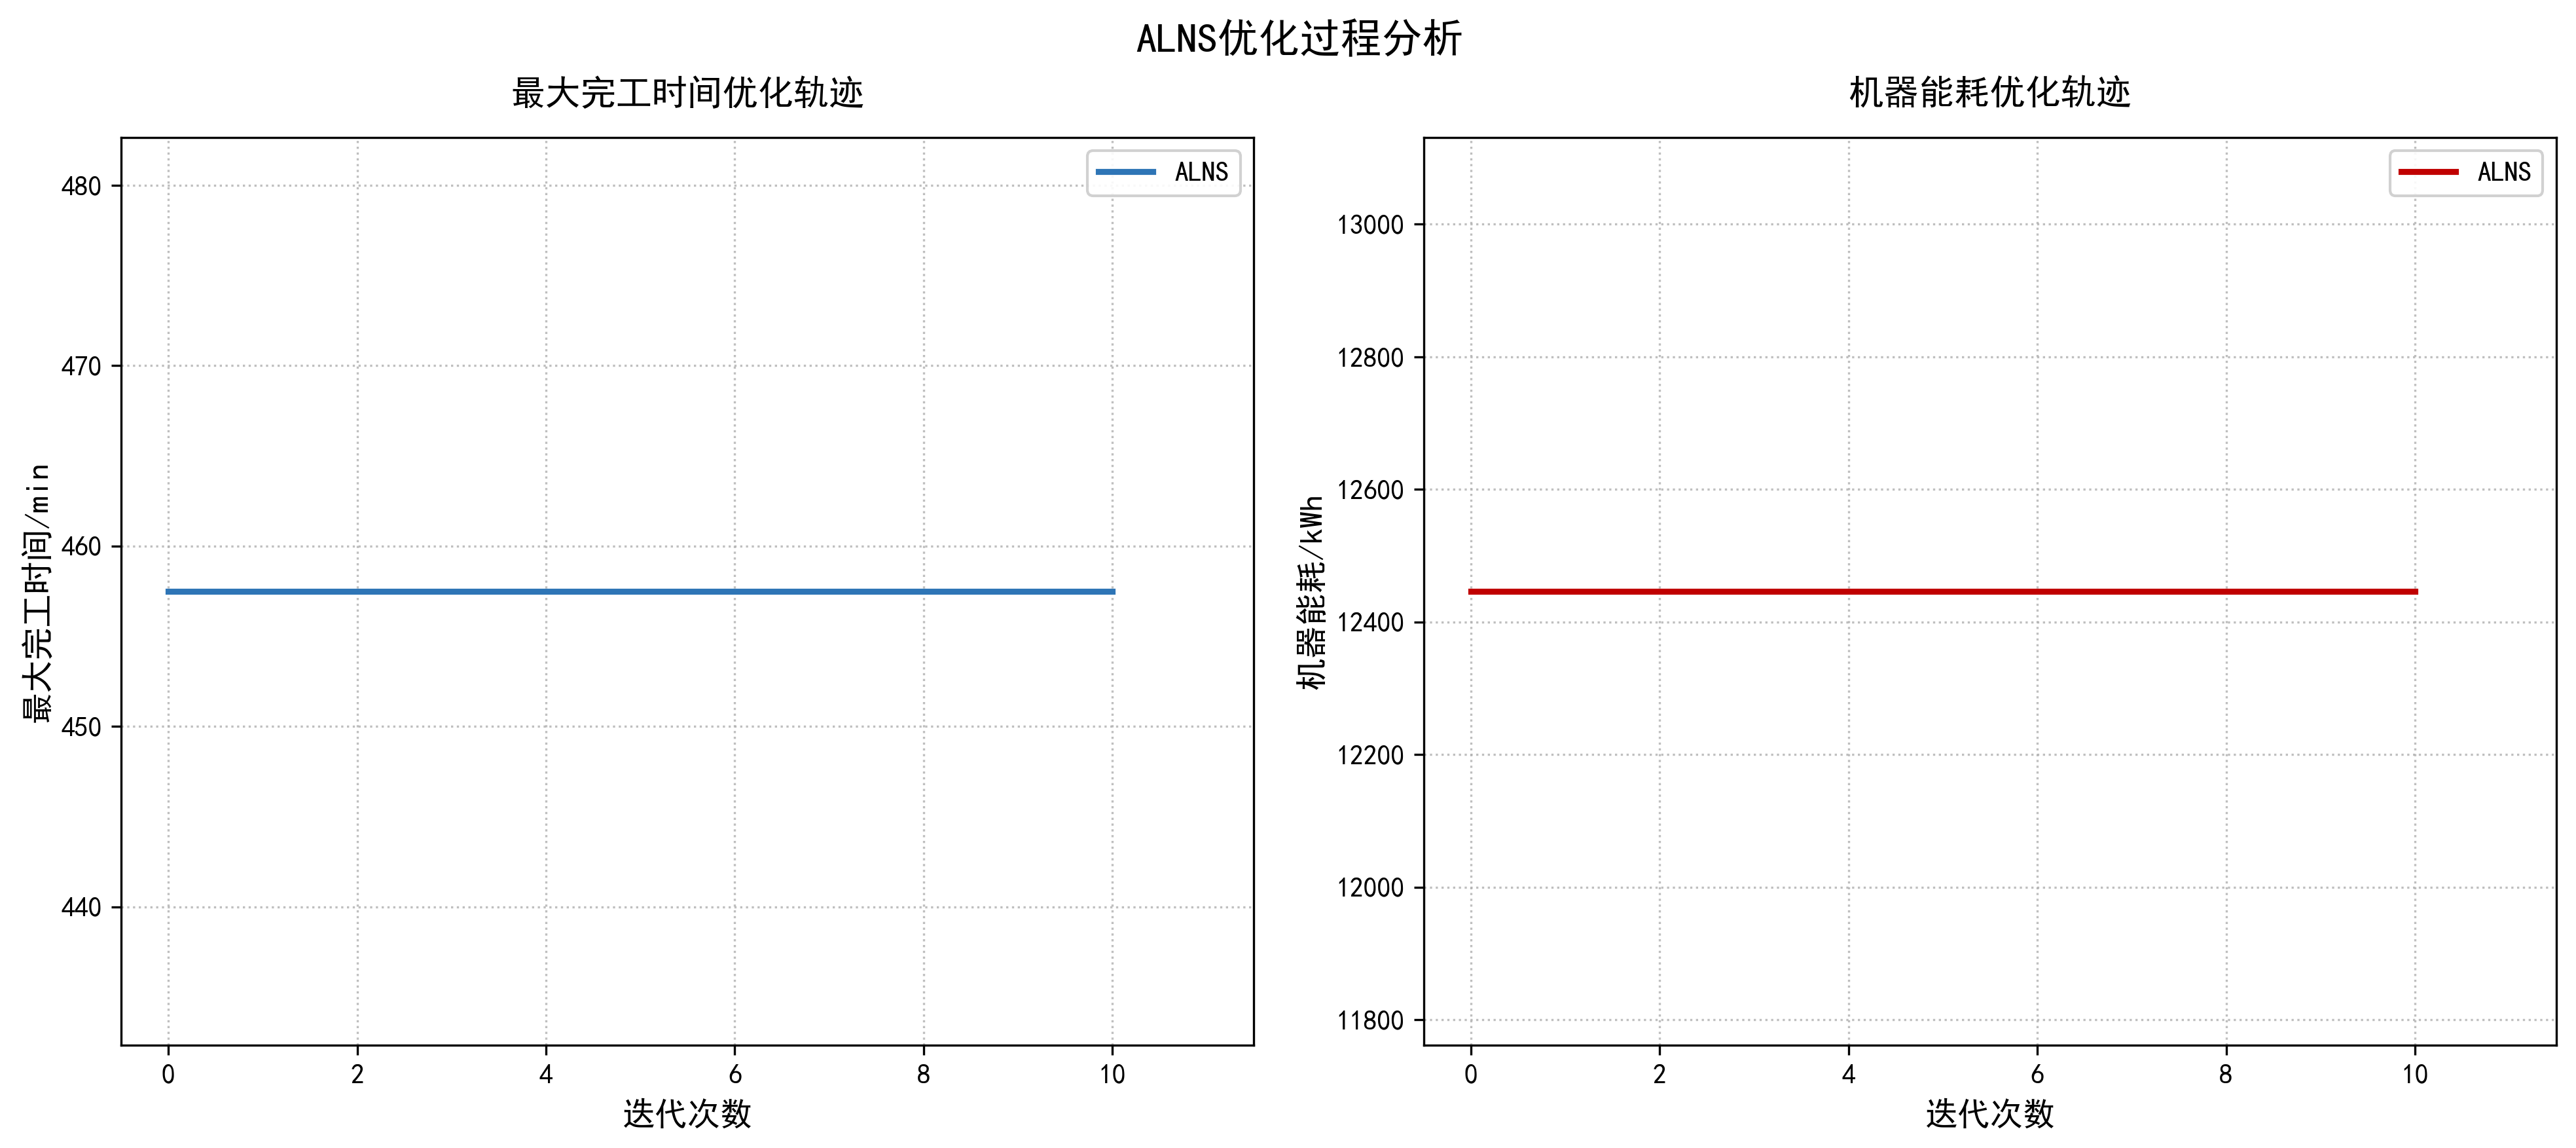 ALNS优化过程分析
最大完工时间优化轨迹
ALNS
480
470
460
450
440
最大完工时间/min
0 2 4 6 8 10
迭代次数
机器能耗优化轨迹
ALNS
13000
12800
12600
12400
12200
12000
11800
机器能耗/kWh
0 2 4 6 8 10
迭代次数